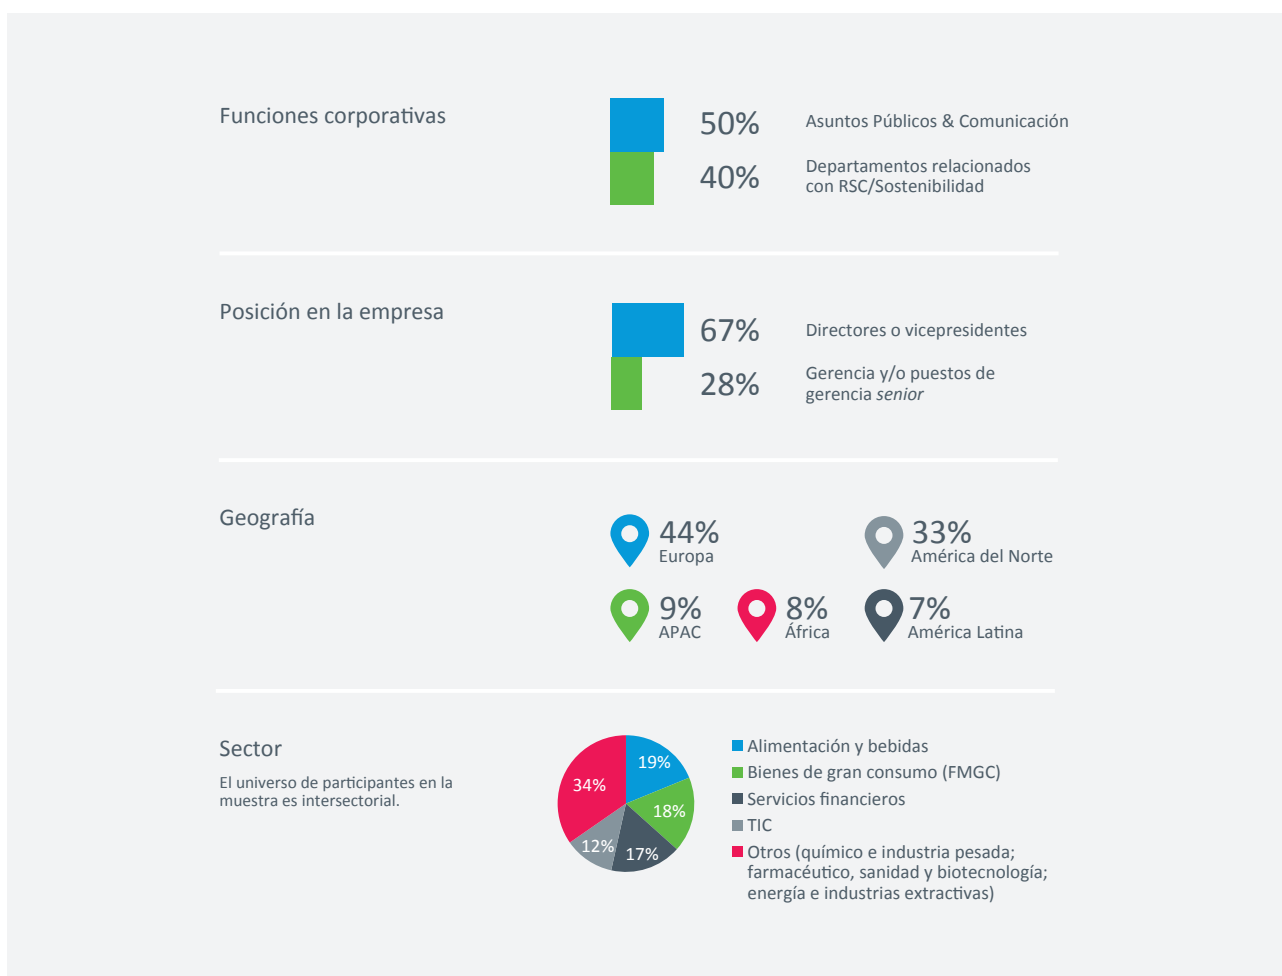 Funciones corporativas
50%
Asuntos Públicos & Comunicación
40%
Departamentos relacionados
con RSC/Sostenibilidad
Posición en la empresa
67%
Directores o vicepresidentes
28%
Gerencia y/o puestos de
gerencia senior
Geografía
44%
Europa
33%
América del Norte
9%
APAC
8%
África
7%
América Latina
Sector
El universo de participantes en la
muestra es intersectorial.
19%
18%
17%
12%
34%
Alimentación y bebidas
Bienes de gran consumo (FMGC)
Servicios financieros
TIC
Otros (químico e industria pesada;
farmacéutico, sanidad y biotecnología;
energía e industrias extractivas)